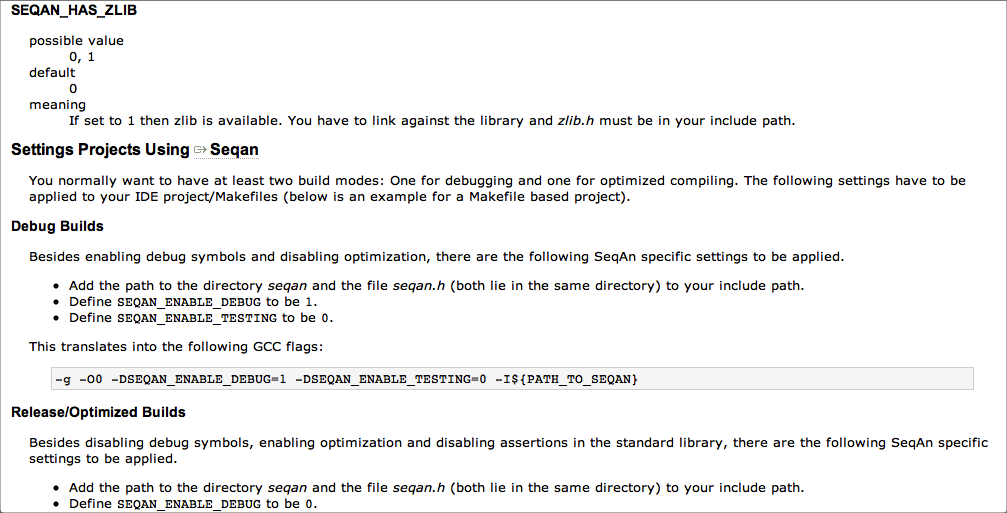 SEQAN_HAS_ZLIB
possible value
0, 1
default
0
meaning
If set to 1 then zlib is available. You have to link against the library and zlib.h must be in your include path.
Settings Projects Using Seqan
You normally want to have at least two build modes: One for debugging and one for optimized compiling. The following settings have to be
applied to your IDE project/Makefiles (below is an example for a Makefile based project).
Debug Builds
Besides enabling debug symbols and disabling optimization, there are the following SeqAn specific settings to be applied.
• Add the path to the directory seqan and the file seqan.h (both lie in the same directory) to your include path.
• Define SEQAN_ENABLE_DEBUG to be 1.
• Define SEQAN_ENABLE_TESTING to be 0.
This translates into the following GCC flags:
-g -O0 -DSEQAN_ENABLE_DEBUG=1 -DSEQAN_ENABLE_TESTING=0 -I${PATH_TO_SEQAN}
Release/Optimized Builds
Besides disabling debug symbols, enabling optimization and disabling assertions in the standard library, there are the following SeqAn specific
settings to be applied.
• Add the path to the directory seqan and the file seqan.h (both lie in the same directory) to your include path.
• Define SEQAN_ENABLE_DEBUG to be 0.